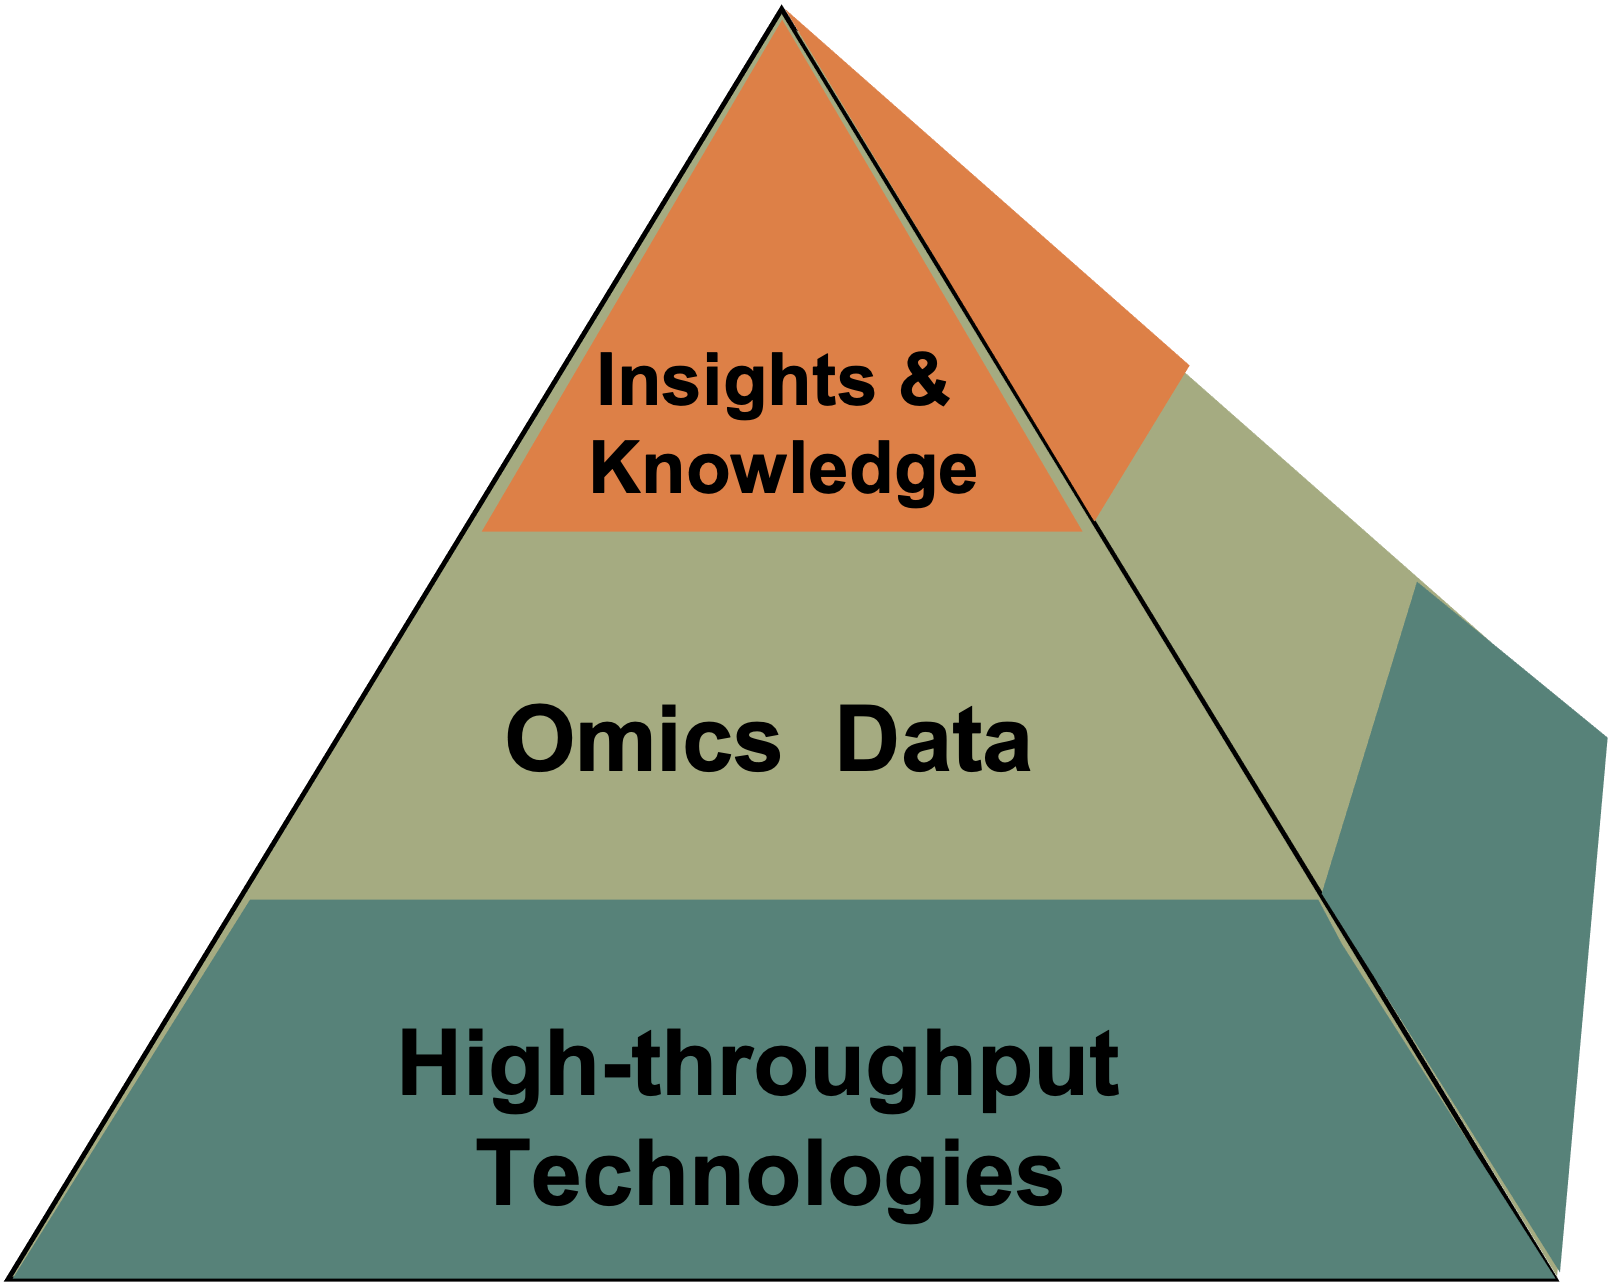 Insights &
Knowledge
Omics Data
High-throughput
Technologies